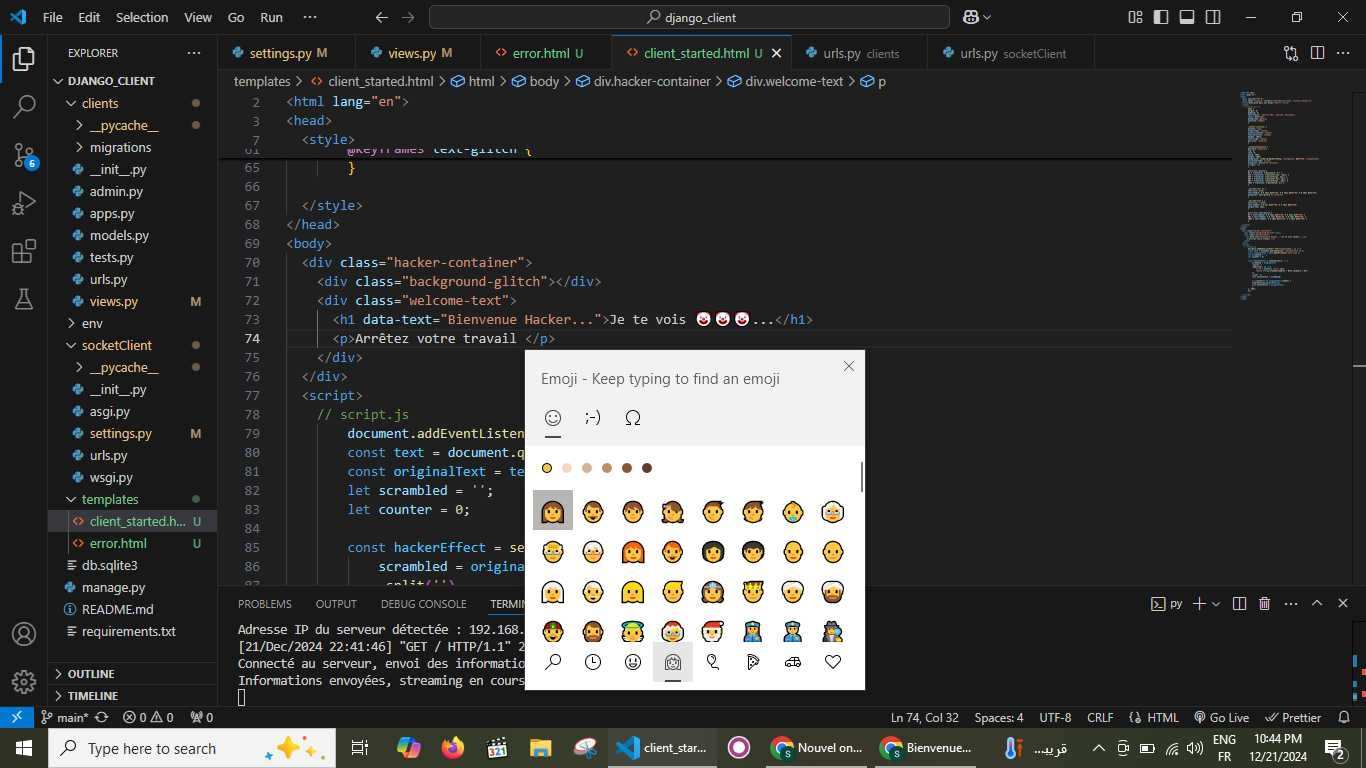 File Edit Selection View Go Run ··· django_client
EXPLORER ···
settings.py M views.py M error.html U client_started.html U urls.py clients urls.py socketClient
DJANGO_CLIENT
clients
__pycache__
migrations
__init__.py
admin.py
apps.py
models.py
tests.py
urls.py
views.py M
env
socketClient
__pycache__
__init__.py
asgi.py
settings.py M
urls.py
wsgi.py
templates
client_started.h... U
error.html U
db.sqlite3
manage.py
README.md
requirements.txt
OUTLINE
TIMELINE
templates > client_started.html > html > body > div.hacker-container > div.welcome-text > p
2 <html lang="en">
3 <head>
7 <style>
61 @keyframes text-glitch {
65 }
66
67 </style>
68 </head>
69 <body>
70 <div class="hacker-container">
71 <div class="background-glitch"></div>
72 <div class="welcome-text">
73 <h1 data-text="Bienvenue Hacker...">Je te vois 🤡🤡🤡...</h1>
74 <p>Arrêtez votre travail </p>
75 </div>
76 </div>
77 <script>
78 // script.js
79 document.addEventListen
80 const text = document.q
81 const originalText = te
82 let scrambled = '';
83 let counter = 0;
84
85 const hackerEffect = se
86 scrambled = origina
87 .split('')
Emoji - Keep typing to find an emoji
;-) Ω
PROBLEMS OUTPUT DEBUG CONSOLE TERMIN py
Adresse IP du serveur détectée : 192.168.
[21/Dec/2024 22:41:46] "GET / HTTP/1.1" 2
Connecté au serveur, envoi des informatio
Informations envoyées, streaming en cours
main* 0 0 0 Ln 74, Col 32 Spaces: 4 UTF-8 CRLF HTML Go Live Prettier
6
Type here to search client_star... Nouvel on... Bienvenue... قريبـ... ENG FR 10:44 PM 12/21/2024 2
321